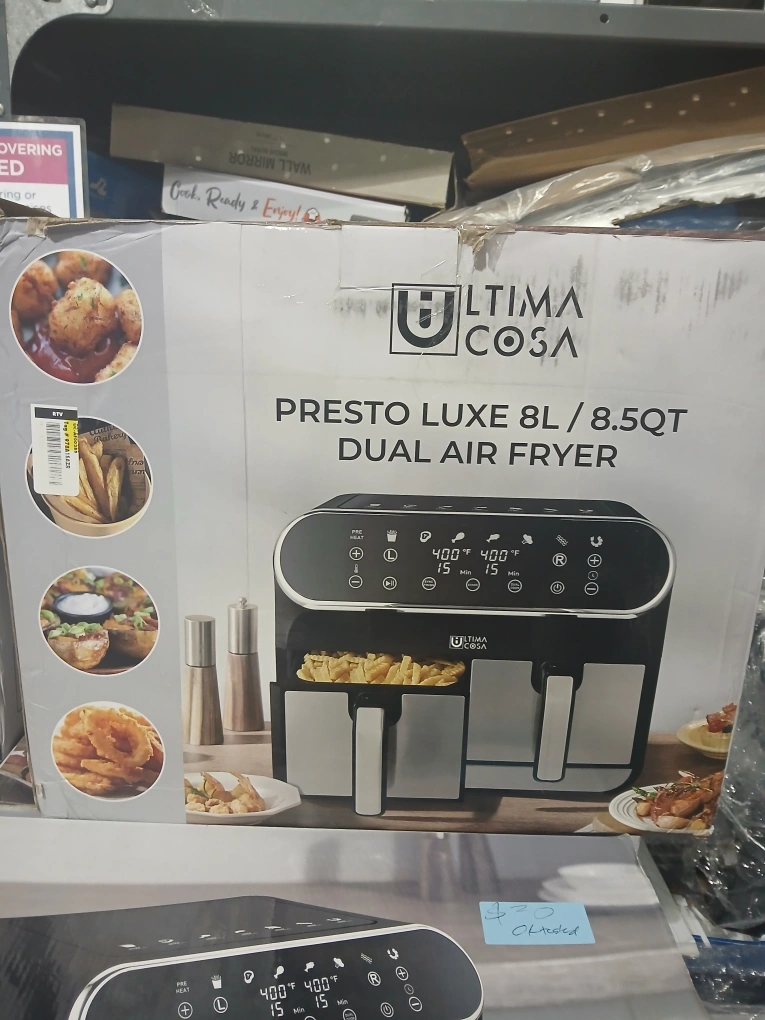 OVERING
ED
ring or
WALL MIRROR
Cook, Ready & Enjoy!
ULTIMA
COSA
PRESTO LUXE 8L / 8.5QT
DUAL AIR FRYER
RTV
PRE
HEAT
L
400°F 400°F
15 Min 15 Min
R
ULTIMA
COSA
$20
OK tested
PRE
HEAT
L
400°F 400°F
15 Min 15 Min
R